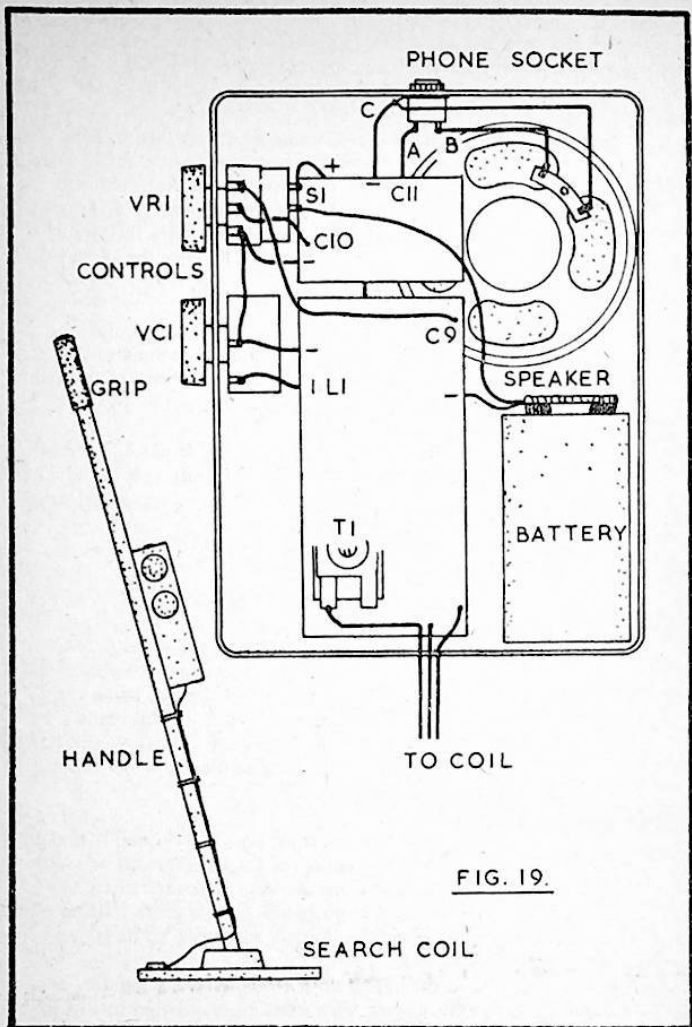 PHONE SOCKET
C
A
B
+
S1
- C11
VR1
C10
-
CONTROLS
VC1
C9
-
1 L1
GRIP
SPEAKER
-
T1
BATTERY
HANDLE
TO COIL
FIG. 19.
SEARCH COIL